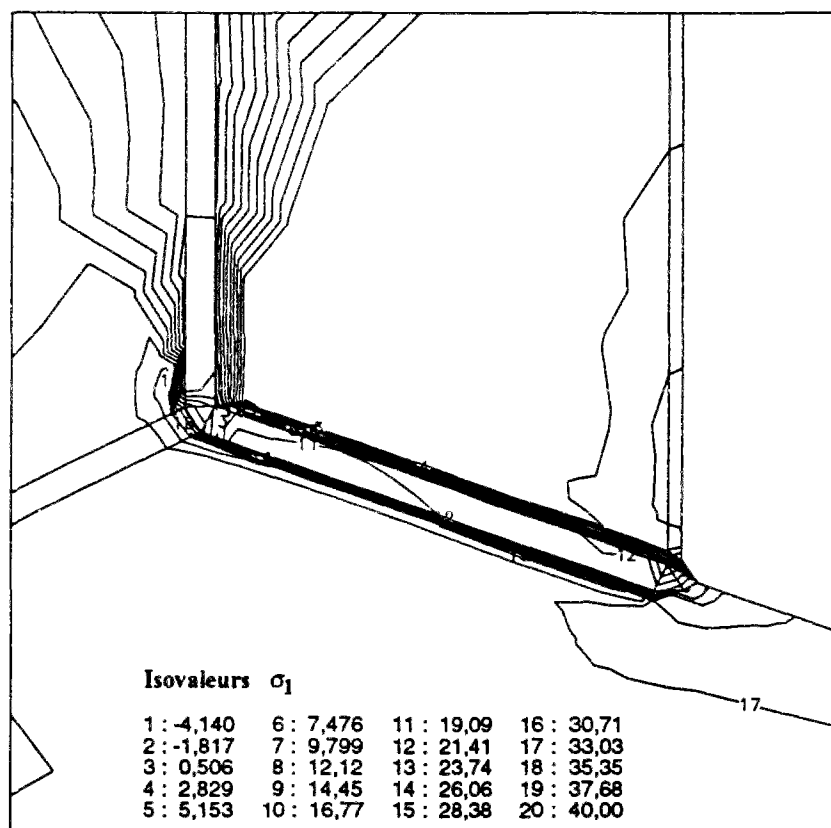 11
12
17
Isovaleurs σ1
1 : -4,140 6 : 7,476 11 : 19,09 16 : 30,71
2 : -1,817 7 : 9,799 12 : 21,41 17 : 33,03
3 : 0,506 8 : 12,12 13 : 23,74 18 : 35,35
4 : 2,829 9 : 14,45 14 : 26,06 19 : 37,68
5 : 5,153 10 : 16,77 15 : 28,38 20 : 40,00